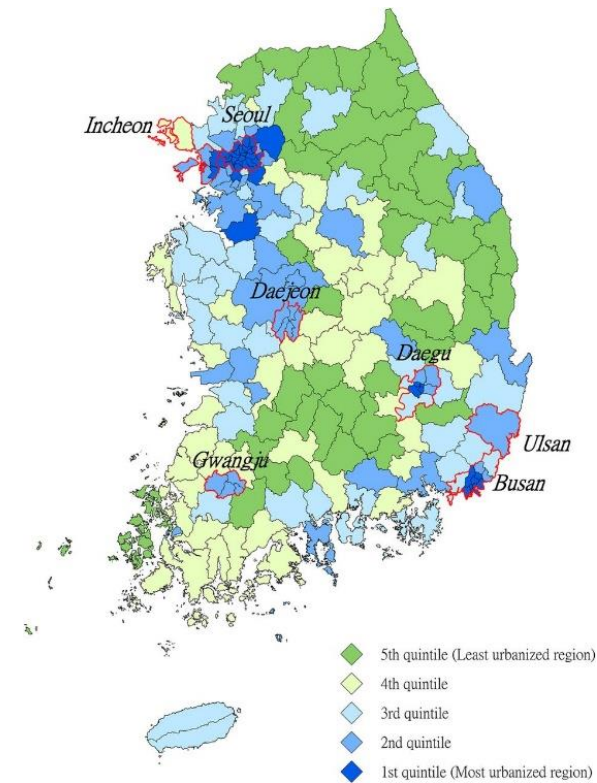 Seoul
Incheon
Daejeon
Daegu
Ulsan
Gwangju
Busan
5th quintile (Least urbanized region)
4th quintile
3rd quintile
2nd quintile
1st quintile (Most urbanized region)